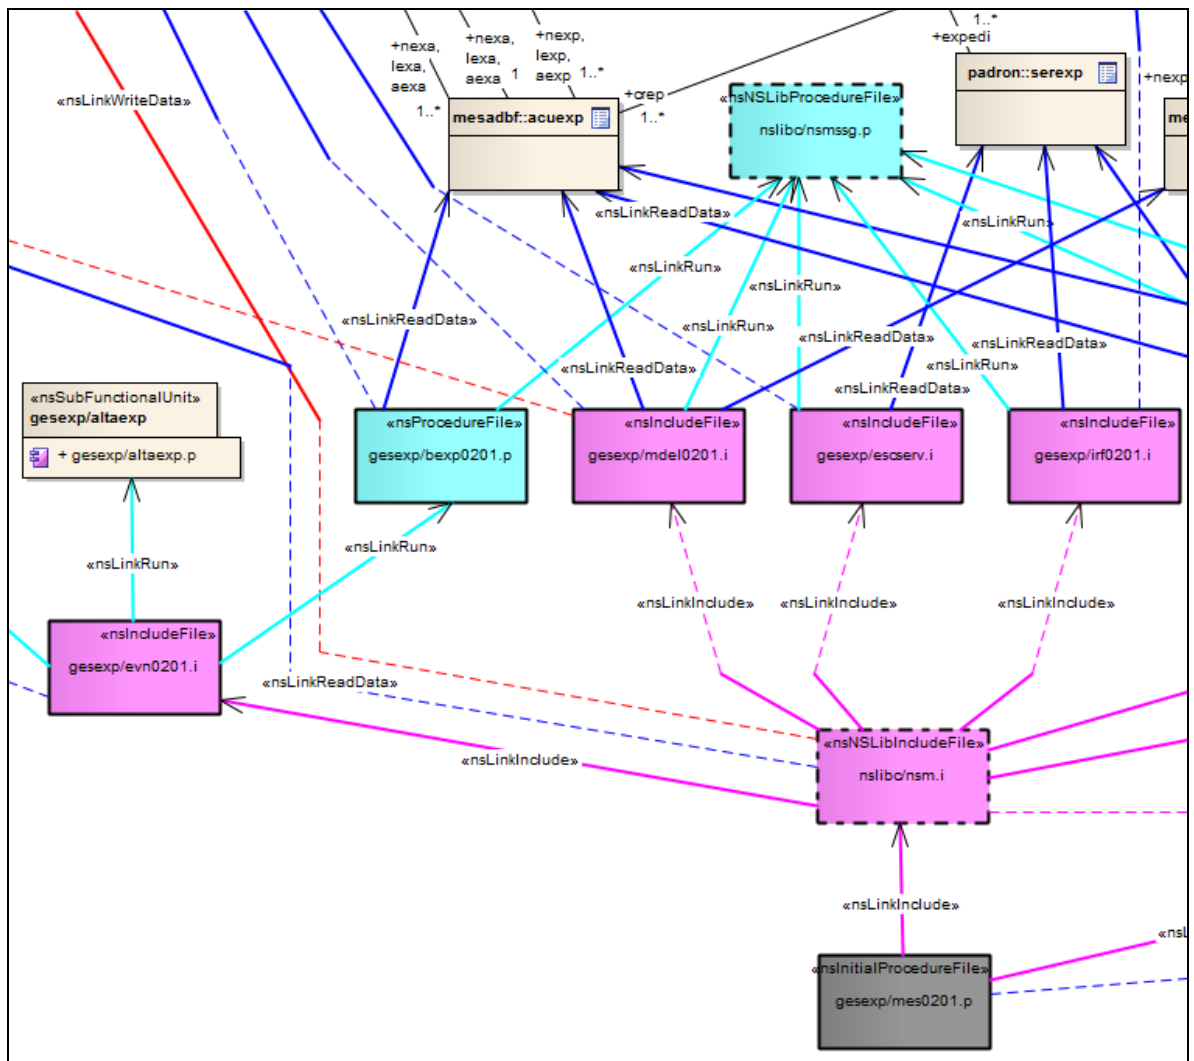 +nexa,
lexa,
aexa
1..*
+nexa,
lexa,
aexa
1
+nexp,
lexp,
aexp
1..*
+crep
1..*
1..*
+expedi
+nexp
«nsLinkWriteData»
mesadbf::acuexp
«nsNSLibProcedureFile»
nslibc/nsmssg.p
padron::serexp
me
«nsLinkReadData»
«nsLinkRun»
«nsLinkRun»
«nsLinkRun»
«nsLinkReadData»
«nsLinkRun»
«nsLinkReadData»
«nsLinkReadData»
«nsLinkReadData»
«nsLinkRun»
«nsLinkReadData»
«nsSubFunctionalUnit»
gesexp/altaexp
+ gesexp/altaexp.p
«nsProcedureFile»
gesexp/bexp0201.p
«nsIncludeFile»
gesexp/mdel0201.i
«nsIncludeFile»
gesexp/escserv.i
«nsIncludeFile»
gesexp/irf0201.i
«nsLinkRun»
«nsLinkRun»
«nsLinkInclude»
«nsLinkInclude»
«nsLinkInclude»
«nsIncludeFile»
gesexp/evn0201.i
«nsLinkReadData»
«nsLinkInclude»
«nsNSLibIncludeFile»
nslibc/nsm.i
«nsLinkInclude»
«nsL
«nsInitialProcedureFile»
gesexp/mes0201.p